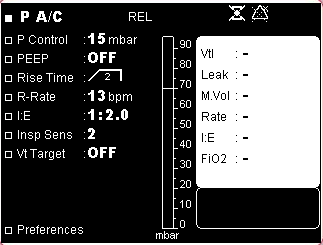 P A/C REL
P Control :15 mbar
PEEP :OFF
Rise Time : 2
R-Rate :13 bpm
I:E :1:2.0
Insp Sens :2
Vt Target :OFF
Preferences
90
80
70
60
50
40
30
20
10
0
mbar
Vtl : -
Leak : -
M.Vol : -
Rate : -
I:E : -
FiO2 : -